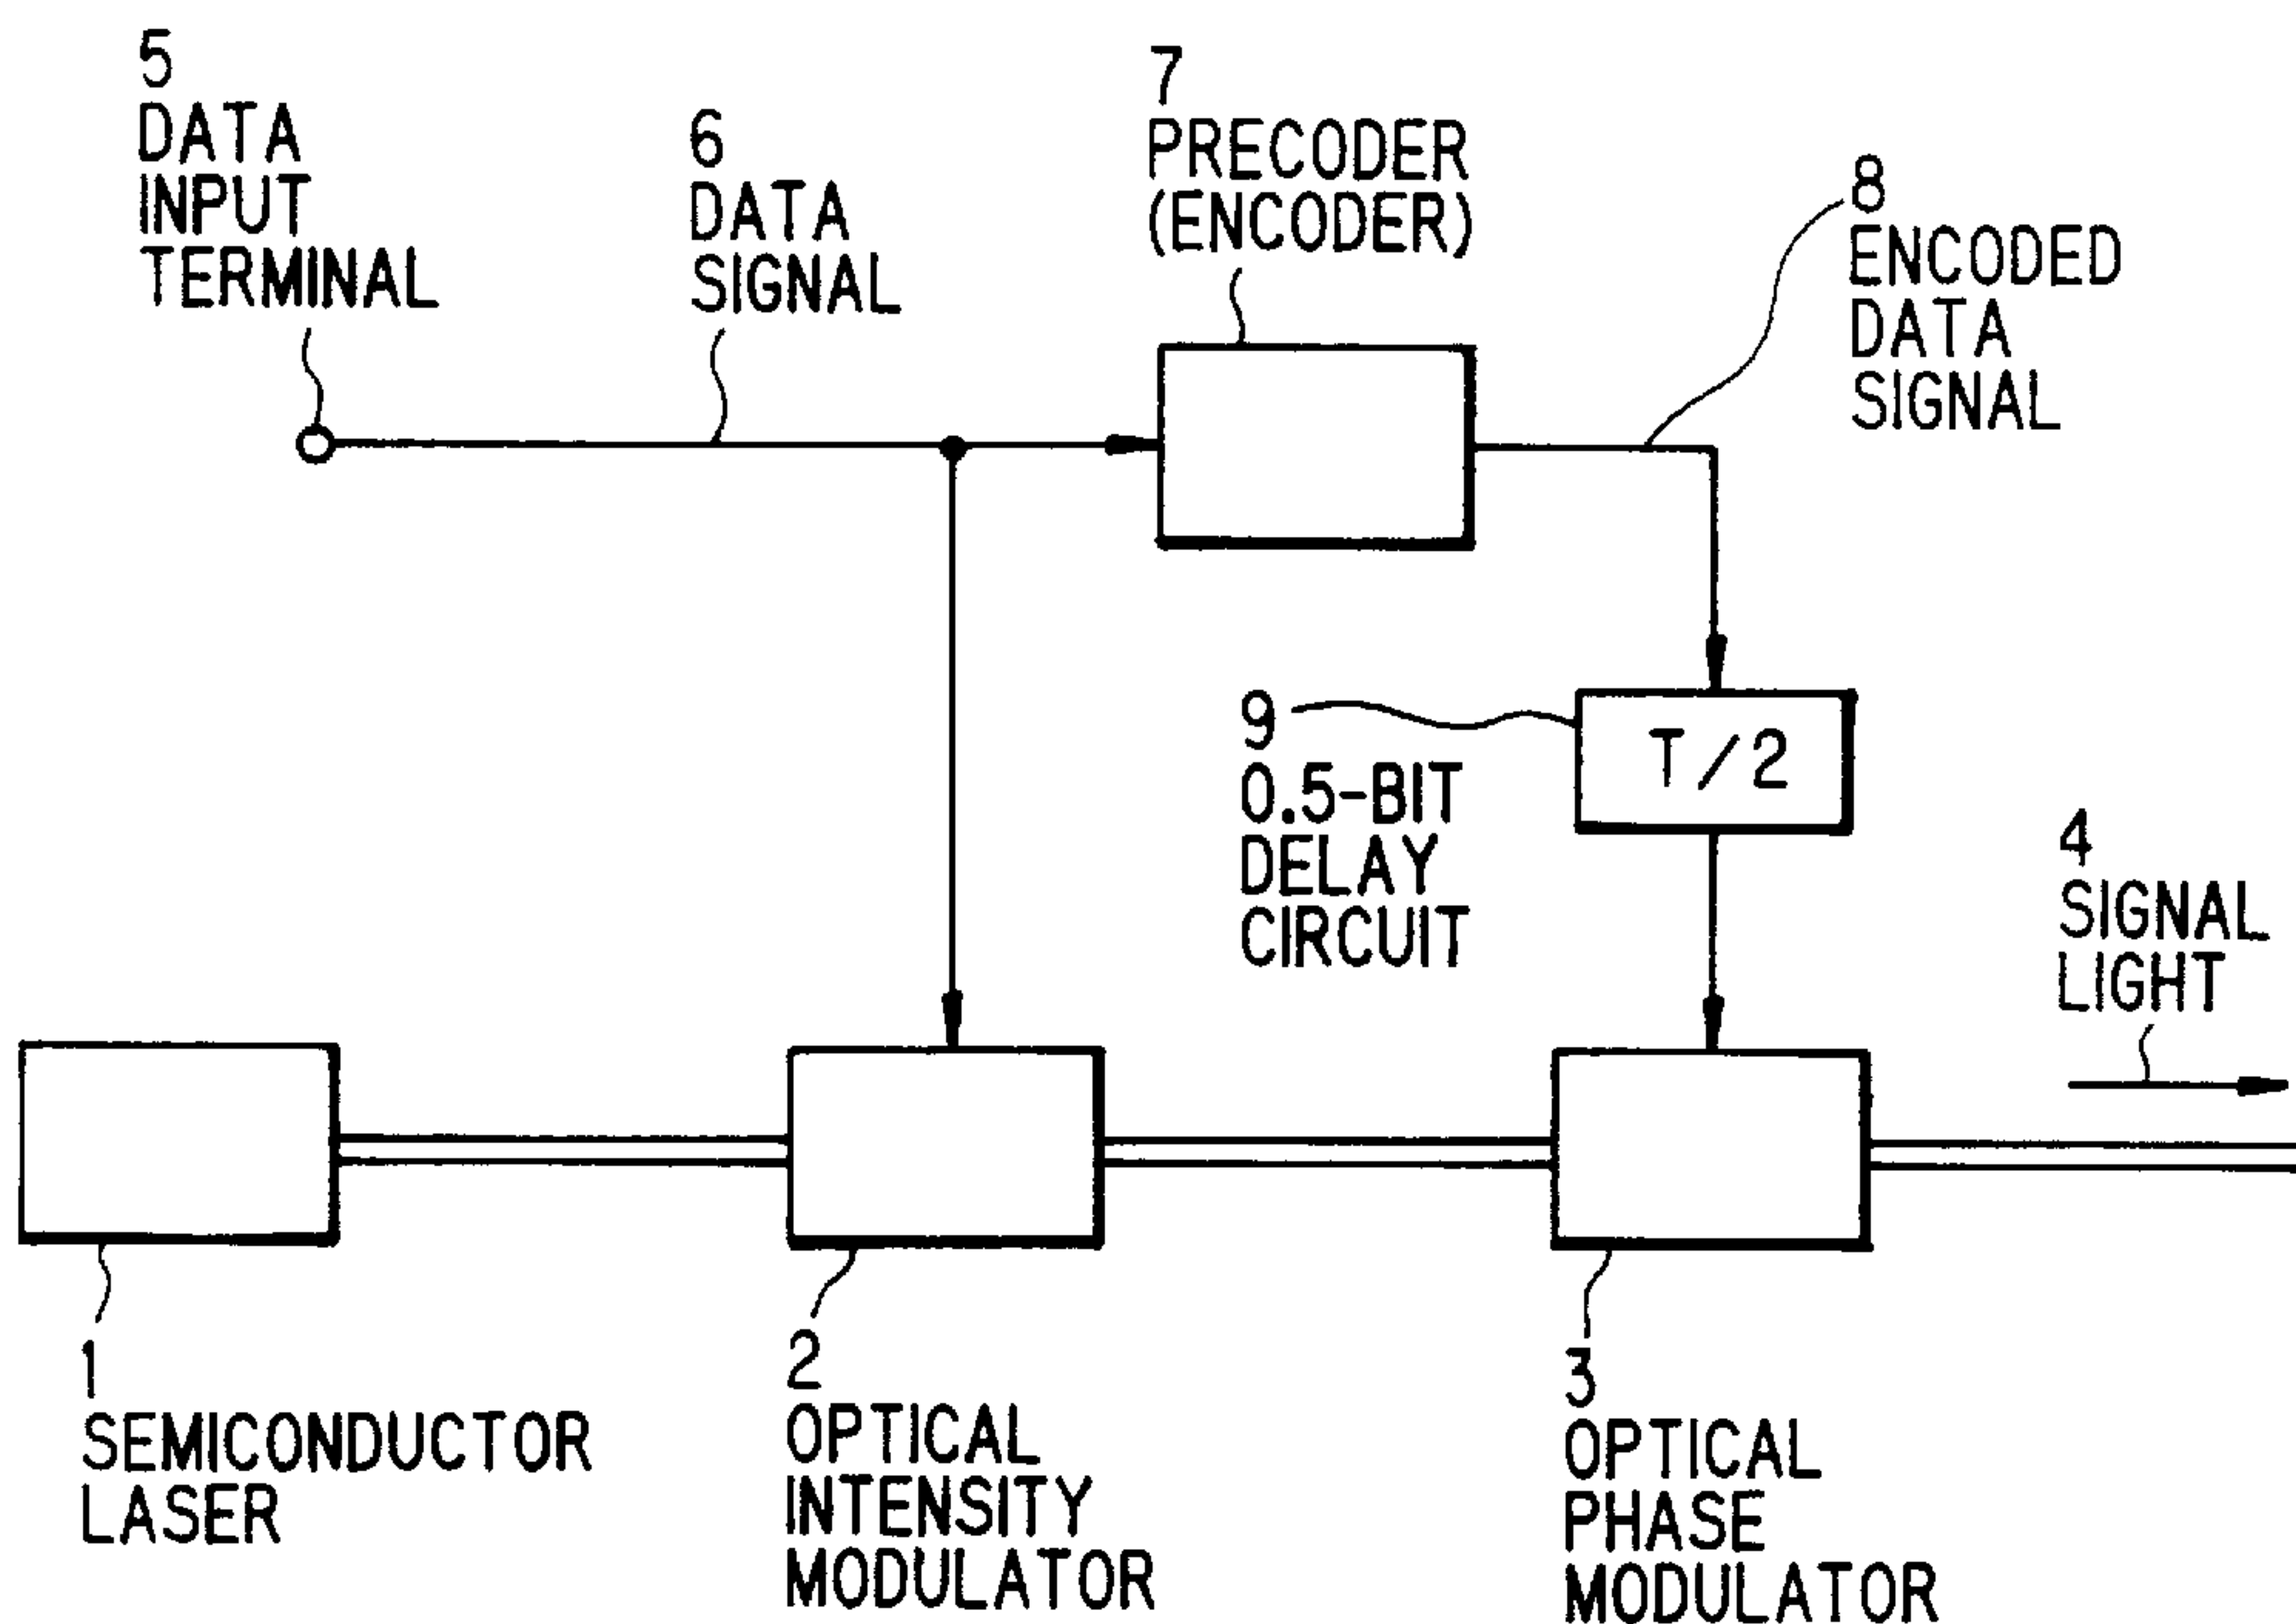 5
DATA
INPUT
TERMINAL
6
DATA
SIGNAL
7
PRECODER
(ENCODER)
8
ENCODED
DATA
SIGNAL
9
0.5-BIT
DELAY
CIRCUIT
T/2
4
SIGNAL
LIGHT
1
SEMICONDUCTOR
LASER
2
OPTICAL
INTENSITY
MODULATOR
3
OPTICAL
PHASE
MODULATOR